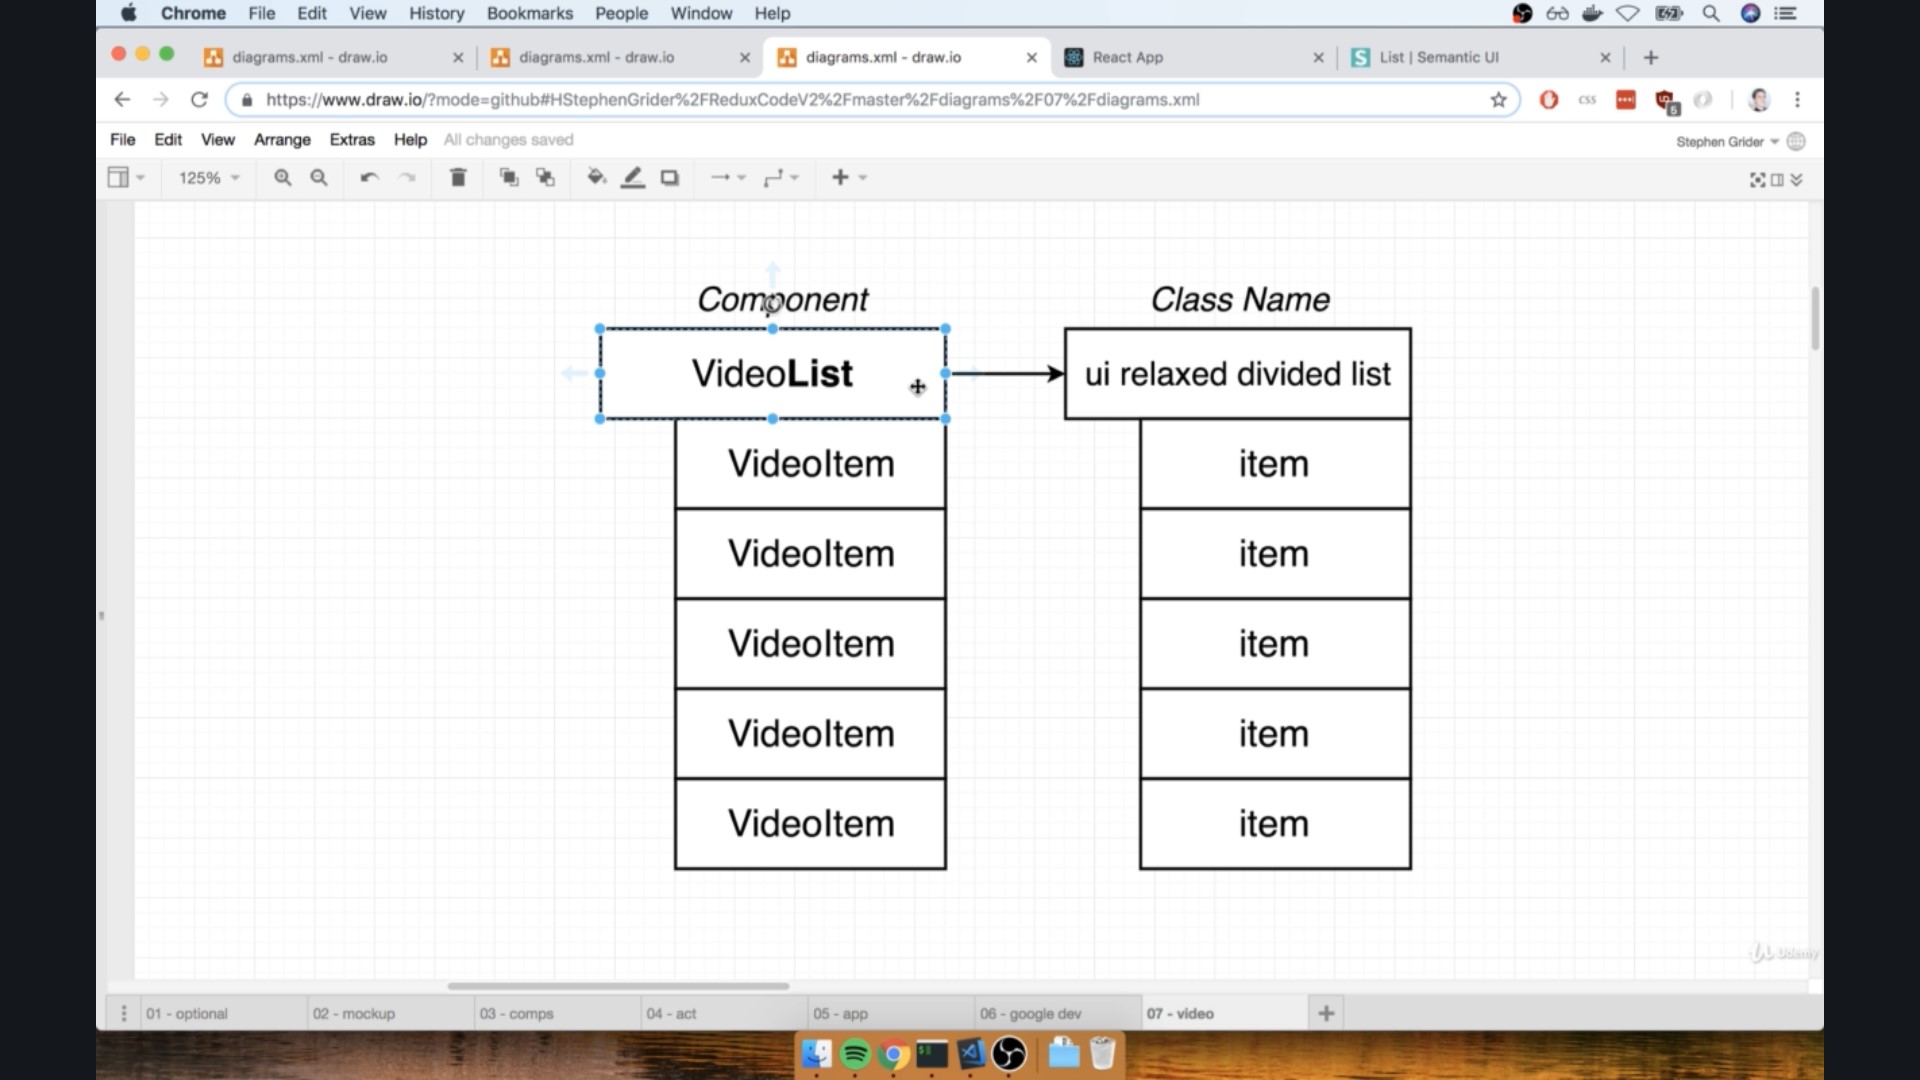 Chrome File Edit View History Bookmarks People Window Help
diagrams.xml - draw.io diagrams.xml - draw.io diagrams.xml - draw.io React App List | Semantic UI
https://www.draw.io/?mode=github#HStephenGrider%2FReduxCodeV2%2Fmaster%2Fdiagrams%2F07%2Fdiagrams.xml
css
5
File Edit View Arrange Extras Help All changes saved Stephen Grider
125%
Component Class Name
VideoList ui relaxed divided list
VideoItem item
VideoItem item
VideoItem item
VideoItem item
VideoItem item
Udemy
01 - optional 02 - mockup 03 - comps 04 - act 05 - app 06 - google dev 07 - video